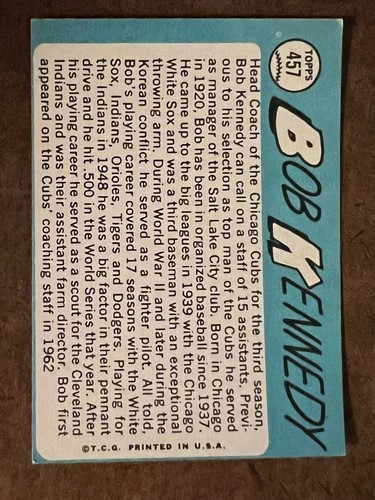 TOPPS
457
BOB KENNEDY
Head Coach of the Chicago Cubs for the third season,
Bob Kennedy can call on a staff of 15 assistants. Previ-
ous to his selection as top man of the Cubs he served
as manager of the Salt Lake City club. Born in Chicago
in 1920, Bob has been in organized baseball since 1937.
He came up to the big leagues in 1939 with the Chicago
White Sox and was a third baseman with an exceptional
throwing arm. During World War II and later during the
Korean conflict he served as a fighter pilot. All told,
Bob's playing career covered 17 seasons with the White
Sox, Indians, Orioles, Tigers and Dodgers. Playing for
the Indians in 1948 he was a big factor in their pennant
drive and he hit .500 in the World Series that year. After
his playing career he served as a scout for the Cleveland
Indians and was their assistant farm director. Bob first
appeared on the Cubs' coaching staff in 1962
©T.C.G. PRINTED IN U.S.A.